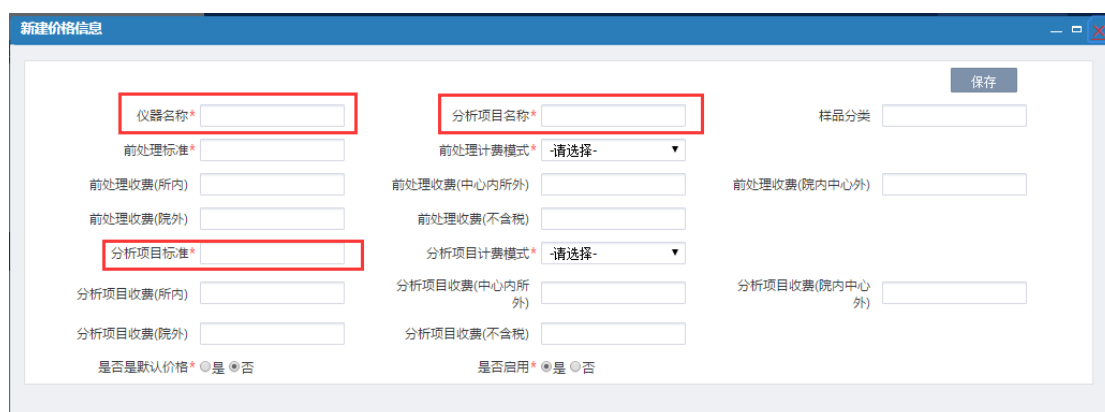 新建价格信息
保存
仪器名称* 分析项目名称* 样品分类
前处理标准* 前处理计费模式* -请选择-
前处理收费(所内) 前处理收费(中心内所外) 前处理收费(院内中心外)
前处理收费(院外) 前处理收费(不含税)
分析项目标准* 分析项目计费模式* -请选择-
分析项目收费(所内) 分析项目收费(中心内所外) 分析项目收费(院内中心外)
分析项目收费(院外) 分析项目收费(不含税)
是否是默认价格* 是 否 是否启用* 是 否